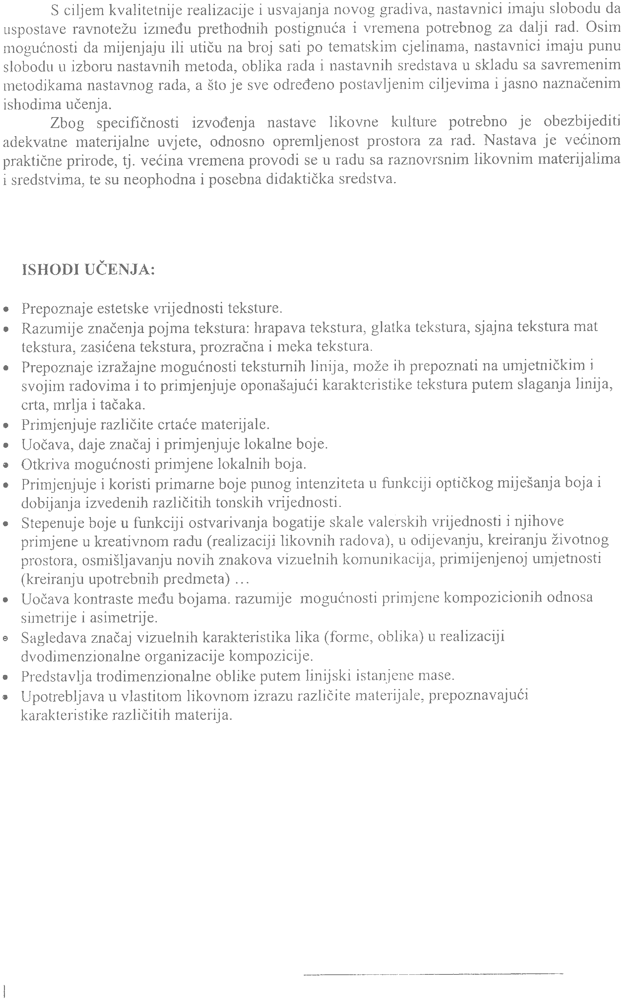 S ciljem kvalitetnije realizacije i usvajanja novog gradiva, nastavnici imaju slobodu da
uspostave ravnotežu između prethodnih postignuća i vremena potrebnog za dalji rad. Osim
mogućnosti da mijenjaju ili utiču na broj sati po tematskim cjelinama, nastavnici imaju punu
slobodu u izboru nastavnih metoda, oblika rada i nastavnih sredstava u skladu sa savremenim
metodikama nastavnog rada, a što je sve određeno postavljenim ciljevima i jasno naznačenim
ishodima učenja.
Zbog specifičnosti izvođenja nastave likovne kulture potrebno je obezbijediti
adekvatne materijalne uvjete, odnosno opremljenost prostora za rad. Nastava je većinom
praktične prirode, tj. većina vremena provodi se u radu sa raznovrsnim likovnim materijalima
i sredstvima, te su neophodna i posebna didaktička sredstva.
ISHODI UČENJA:
• Prepoznaje estetske vrijednosti teksture.
• Razumije značenja pojma tekstura: hrapava tekstura, glatka tekstura, sjajna tekstura mat
tekstura, zasićena tekstura, prozračna i meka tekstura.
• Prepoznaje izražajne mogućnosti teksturnih linija, može ih prepoznati na umjetničkim i
svojim radovima i to primjenjuje oponašajući karakteristike tekstura putem slaganja linija,
crta, mrlja i tačaka.
• Primjenjuje različite crtaće materijale.
• Uočava, daje značaj i primjenjuje lokalne boje.
• Otkriva mogućnosti primjene lokalnih boja.
• Primjenjuje i koristi primarne boje punog intenziteta u funkciji optičkog miješanja boja i
dobijanja izvedenih različitih tonskih vrijednosti.
• Stepenuje boje u funkciji ostvarivanja bogatije skale valerskih vrijednosti i njihove
primjene u kreativnom radu (realizaciji likovnih radova), u odijevanju, kreiranju životnog
prostora, osmišljavanju novih znakova vizuelnih komunikacija, primijenjenoj umjetnosti
(kreiranju upotrebnih predmeta) ...
• Uočava kontraste među bojama. razumije mogućnosti primjene kompozicionih odnosa
simetrije i asimetrije.
• Sagledava značaj vizuelnih karakteristika lika (forme, oblika) u realizaciji
dvodimenzionalne organizacije kompozicije.
• Predstavlja trodimenzionalne oblike putem linijski istanjene mase.
• Upotrebljava u vlastitom likovnom izrazu različite materijale, prepoznavajući
karakteristike različitih materija.